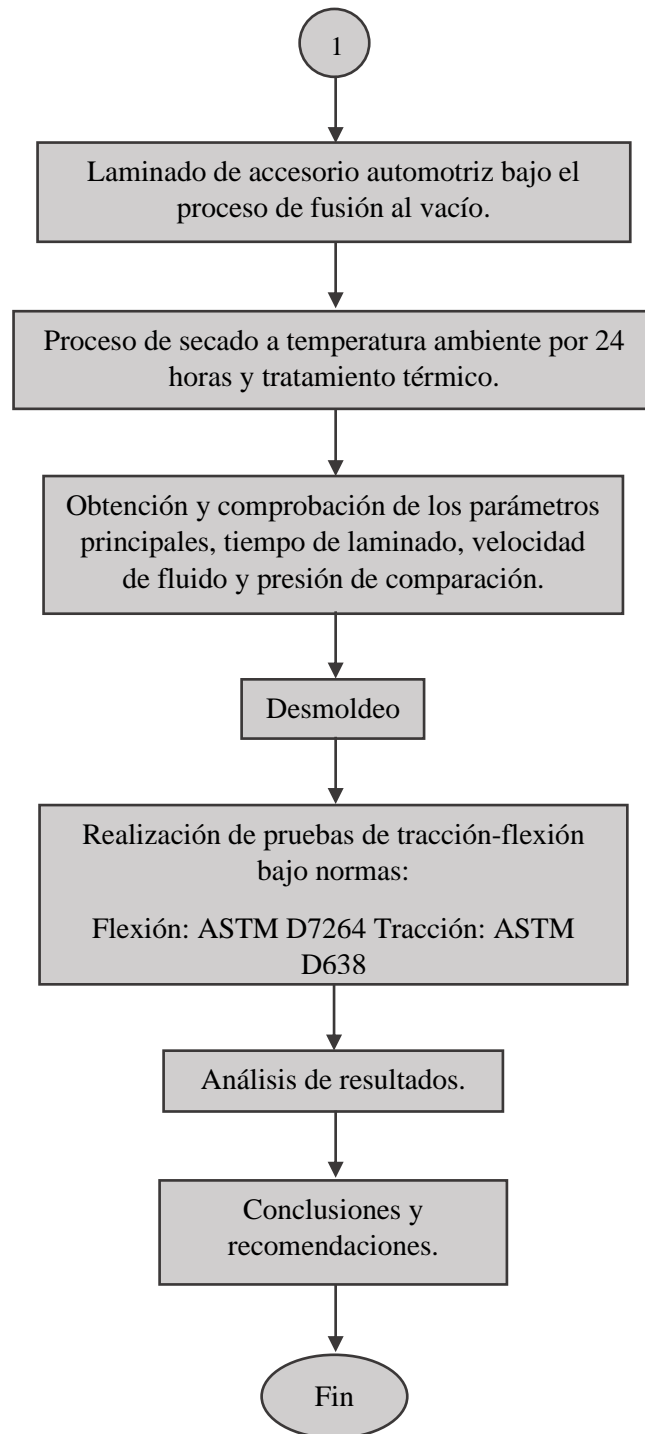 1
Laminado de accesorio automotriz bajo el
proceso de fusión al vacío.
Proceso de secado a temperatura ambiente por 24
horas y tratamiento térmico.
Obtención y comprobación de los parámetros
principales, tiempo de laminado, velocidad
de fluido y presión de comparación.
Desmoldeo
Realización de pruebas de tracción-flexión
bajo normas:
Flexión: ASTM D7264 Tracción: ASTM
D638
Análisis de resultados.
Conclusiones y
recomendaciones.
Fin